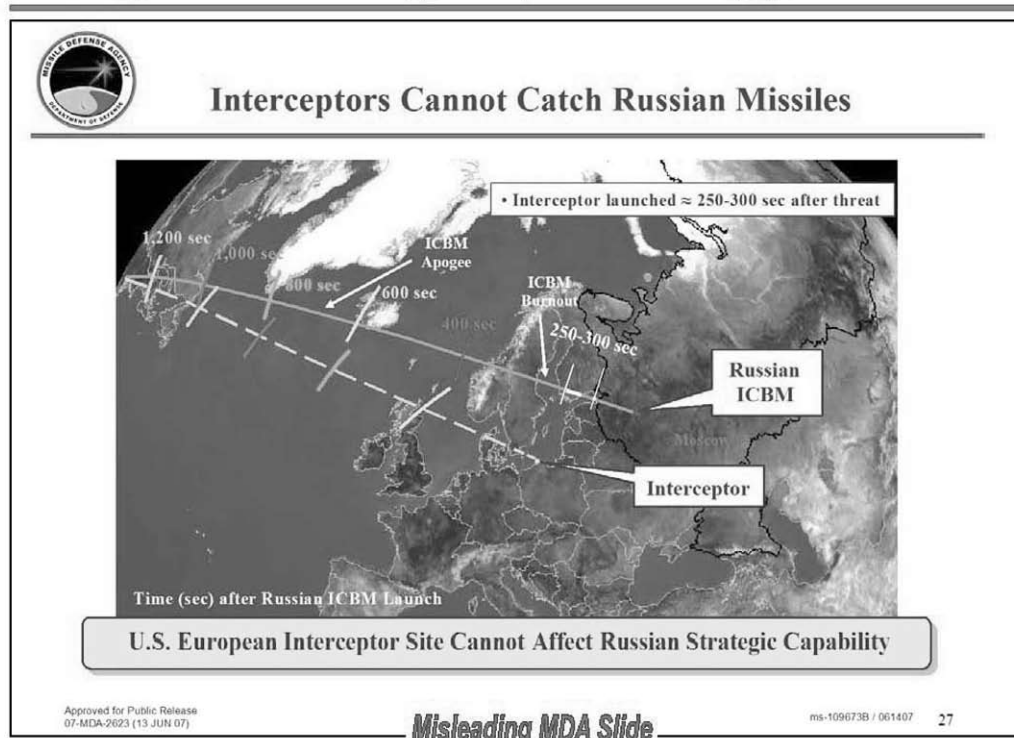 MISSILE DEFENSE AGENCY
DEPARTMENT OF DEFENSE
Interceptors Cannot Catch Russian Missiles
• Interceptor launched ≈ 250-300 sec after threat
1,200 sec
1,000 sec
800 sec
ICBM
Apogee
600 sec
400 sec
ICBM
Burnout
250-300 sec
Russian
ICBM
Moscow
Interceptor
Time (sec) after Russian ICBM Launch
U.S. European Interceptor Site Cannot Affect Russian Strategic Capability
Approved for Public Release
07-MDA-2623 (13 JUN 07)
Misleading MDA Slide
ms-109673B / 061407
27